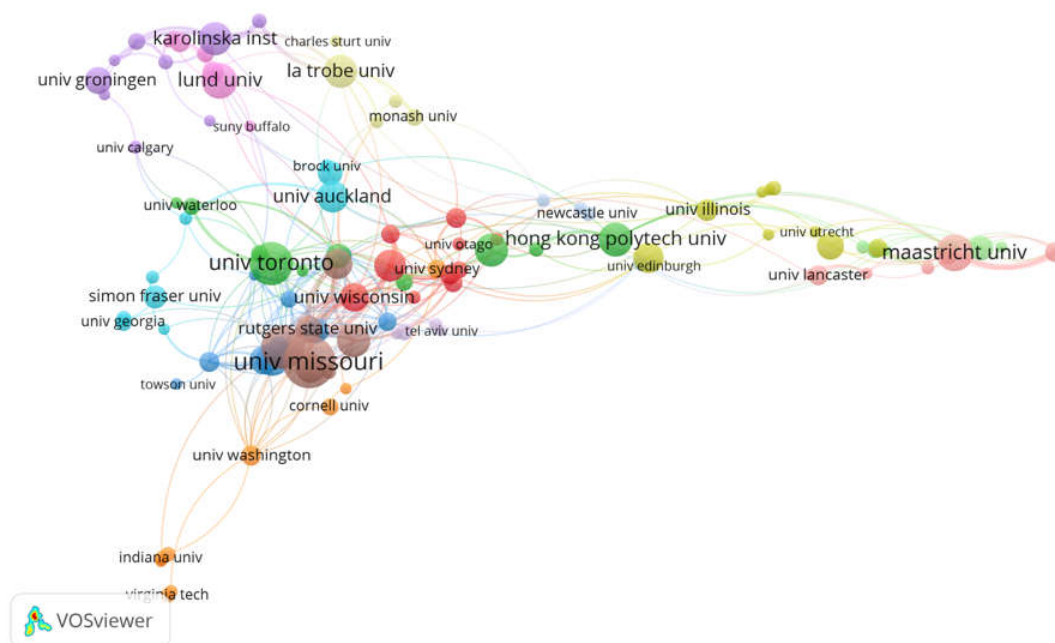 karolinska inst
charles sturt univ
univ groningen
lund univ
la trobe univ
monash univ
suny buffalo
univ calgary
brock univ
univ auckland
univ waterloo
newcastle univ
univ illinois
univ otago
hong kong polytech univ
univ utrecht
univ toronto
univ sydney
univ edinburgh
maastricht univ
univ lancaster
simon fraser univ
univ wisconsin
univ georgia
rutgers state univ
tel aviv univ
univ missouri
towson univ
cornell univ
univ washington
indiana univ
virginia tech
VOSviewer